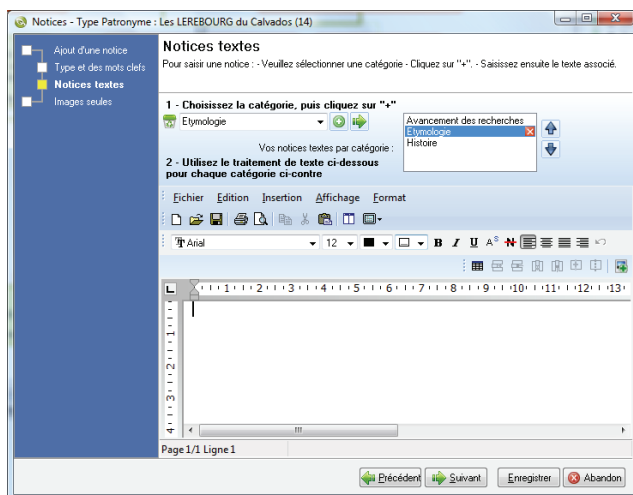 Notices - Type Patronyme : Les LEREBOURG du Calvados (14)
Ajout d'une notice
Type et des mots clefs
Notices textes
Images seules
Notices textes
Pour saisir une notice : - Veuillez sélectionner une catégorie - Cliquez sur "+". - Saisissez ensuite le texte associé.
1 - Choisissez la catégorie, puis cliquez sur "+"
Etymologie
Vos notices textes par catégorie :
Avancement des recherches
Etymologie
Histoire
2 - Utilisez le traitement de texte ci-dessous
pour chaque catégorie ci-contre
Fichier Edition Insertion Affichage Format
Arial 12 B I U
1 2 3 4 5 6 7 8 9 10 11 12 13
1
2
3
4
Page 1/1 Ligne 1
Précédent Suivant Enregistrer Abandon